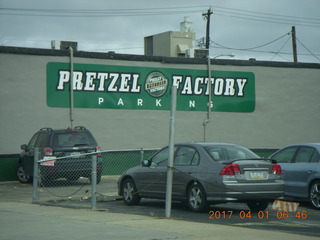 PRETZEL FACTORY
PARKING
2017 04 01 06 46